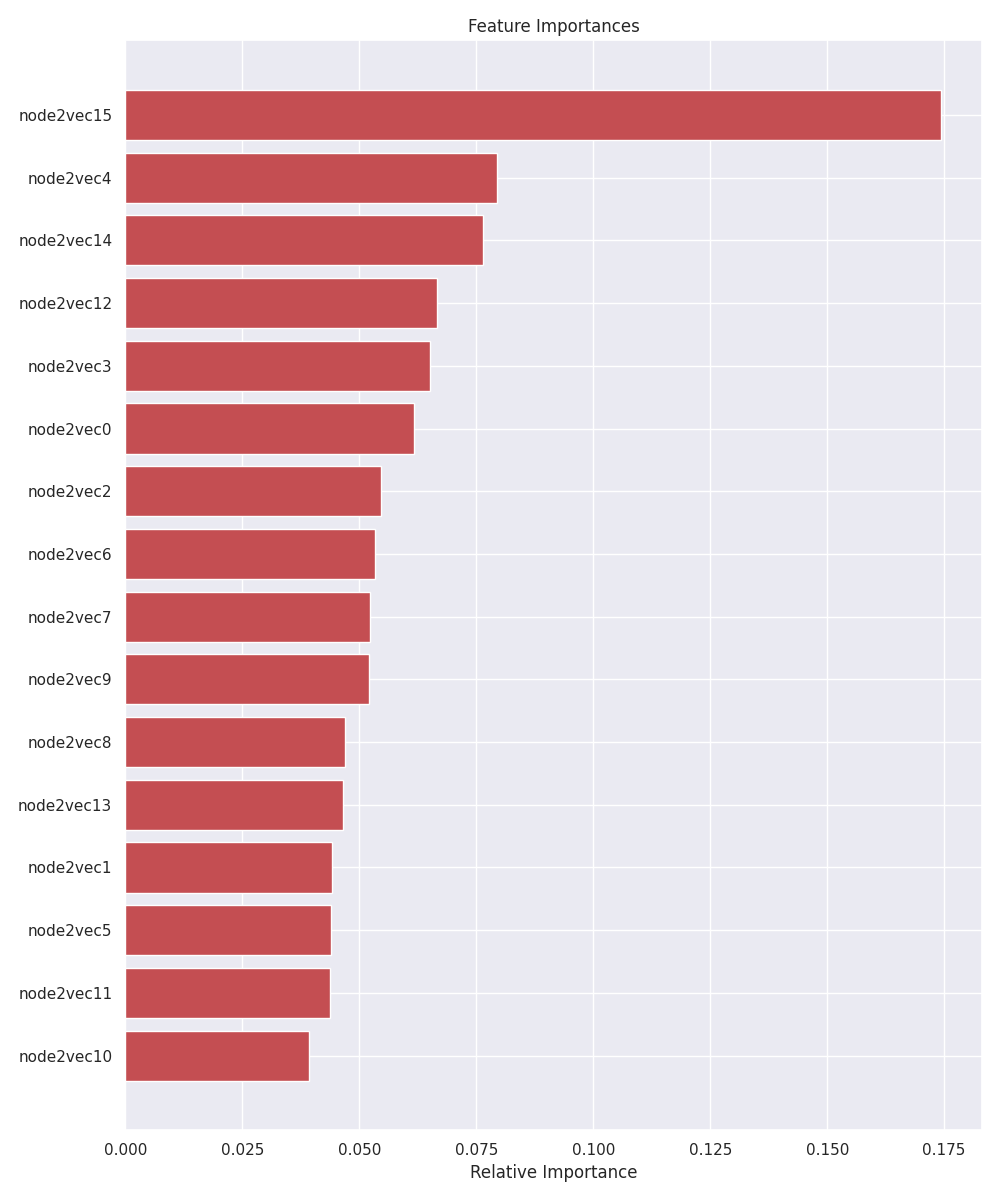 Feature Importances
node2vec15
node2vec4
node2vec14
node2vec12
node2vec3
node2vec0
node2vec2
node2vec6
node2vec7
node2vec9
node2vec8
node2vec13
node2vec1
node2vec5
node2vec11
node2vec10
0.000 0.025 0.050 0.075 0.100 0.125 0.150 0.175
Relative Importance